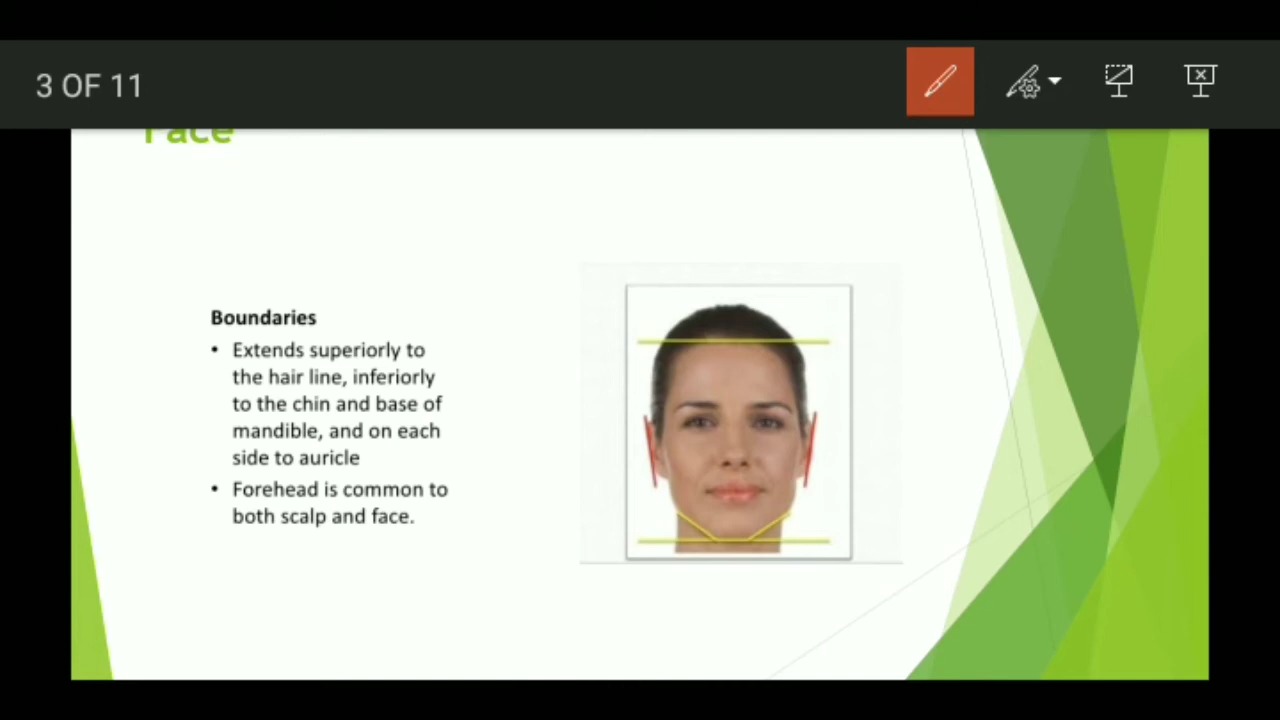 3 OF 11
Face
Boundaries
• Extends superiorly to
the hair line, inferiorly
to the chin and base of
mandible, and on each
side to auricle
• Forehead is common to
both scalp and face.